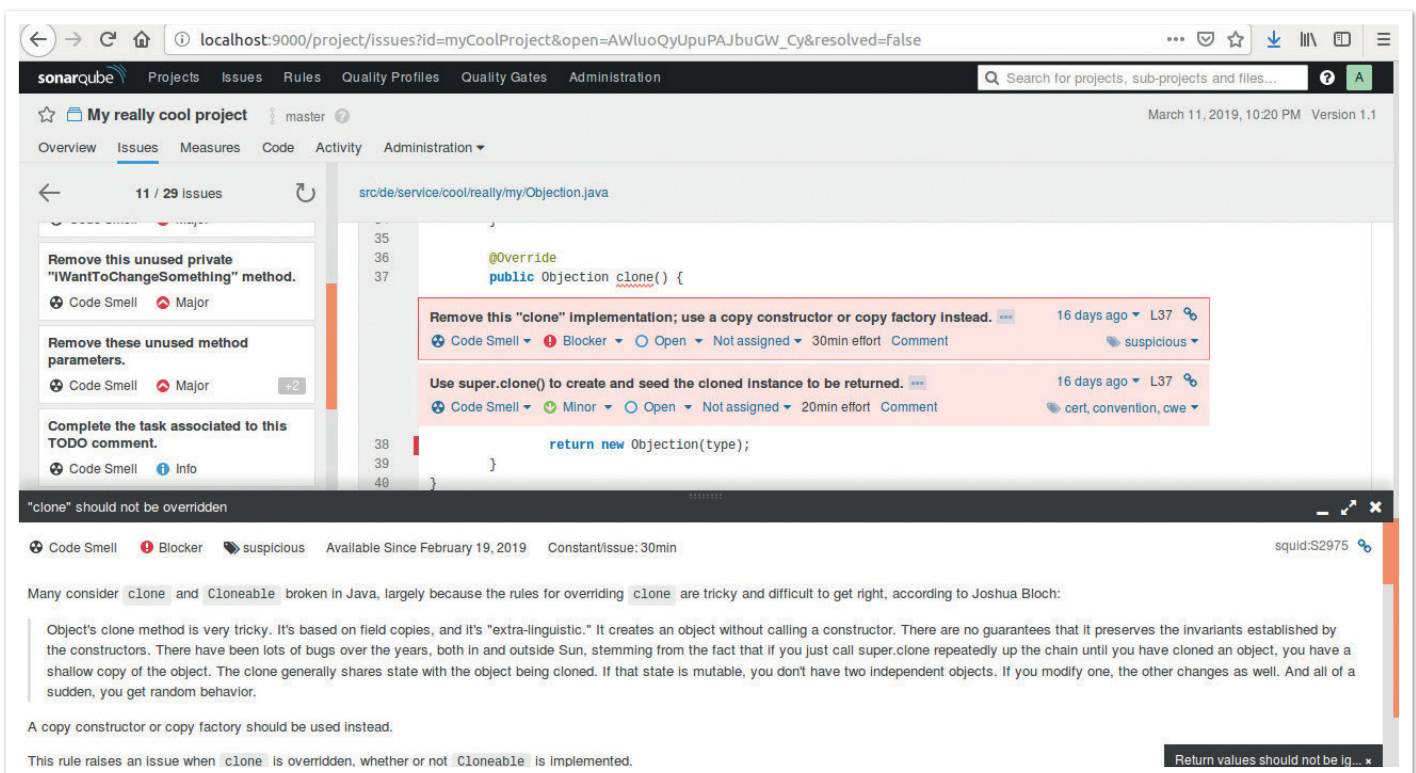 localhost:9000/project/issues?id=myCoolProject&open=AWluoQyUpuPAJbuGW_Cy&resolved=false
sonarqube Projects Issues Rules Quality Profiles Quality Gates Administration Search for projects, sub-projects and files... ? A
My really cool project master ? March 11, 2019, 10:20 PM Version 1.1
Overview Issues Measures Code Activity Administration
11 / 29 issues src/de/service/cool/really/my/Objection.java
35
Remove this unused private
"iWantToChangeSomething" method.
Code Smell Major
Remove these unused method
parameters.
Code Smell Major +2
Complete the task associated to this
TODO comment.
Code Smell Info
36 @Override
37 public Objection clone() {
Remove this "clone" implementation; use a copy constructor or copy factory instead. 16 days ago L37
Code Smell Blocker Open Not assigned 30min effort Comment suspicious
Use super.clone() to create and seed the cloned instance to be returned. 16 days ago L37
Code Smell Minor Open Not assigned 20min effort Comment cert, convention, cwe
38 return new Objection(type);
39 }
40 }
"clone" should not be overridden
Code Smell Blocker suspicious Available Since February 19, 2019 Constant/issue: 30min squid:S2975
Many consider clone and Cloneable broken in Java, largely because the rules for overriding clone are tricky and difficult to get right, according to Joshua Bloch:
Object's clone method is very tricky. It's based on field copies, and it's "extra-linguistic." It creates an object without calling a constructor. There are no guarantees that it preserves the invariants established by
the constructors. There have been lots of bugs over the years, both in and outside Sun, stemming from the fact that if you just call super.clone repeatedly up the chain until you have cloned an object, you have a
shallow copy of the object. The clone generally shares state with the object being cloned. If that state is mutable, you don't have two independent objects. If you modify one, the other changes as well. And all of a
sudden, you get random behavior.
A copy constructor or copy factory should be used instead.
This rule raises an issue when clone is overridden, whether or not Cloneable is implemented.
Return values should not be ig... ×